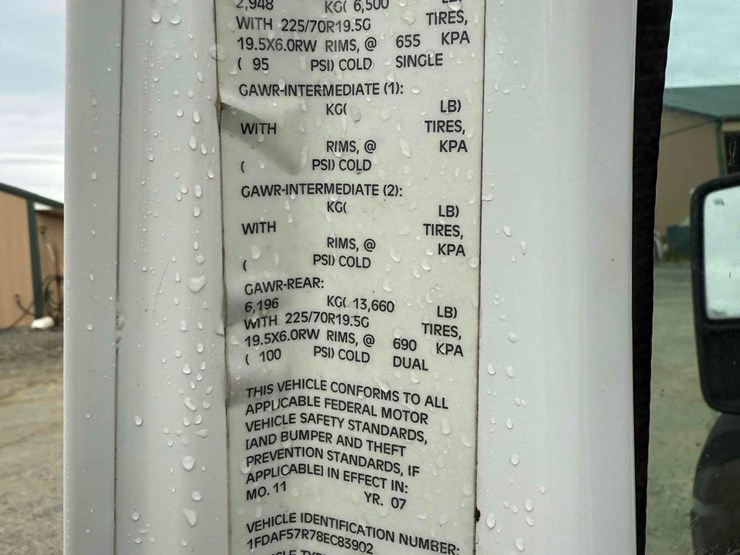 2,948 KG( 6,500 LB)
WITH 225/70R19.5G TIRES,
19.5X6.0RW RIMS, @ 655 KPA
( 95 PSI) COLD SINGLE
GAWR-INTERMEDIATE (1):
KG( LB)
WITH TIRES,
RIMS, @ KPA
( PSI) COLD
GAWR-INTERMEDIATE (2):
KG( LB)
WITH TIRES,
RIMS, @ KPA
( PSI) COLD
GAWR-REAR:
6,196 KG( 13,660 LB)
WITH 225/70R19.5G TIRES,
19.5X6.0RW RIMS, @ 690 KPA
( 100 PSI) COLD DUAL
THIS VEHICLE CONFORMS TO ALL
APPLICABLE FEDERAL MOTOR
VEHICLE SAFETY STANDARDS,
[AND BUMPER AND THEFT
PREVENTION STANDARDS, IF
APPLICABLE] IN EFFECT IN:
MO. 11 YR. 07
VEHICLE IDENTIFICATION NUMBER:
1FDAF57R78EC83902